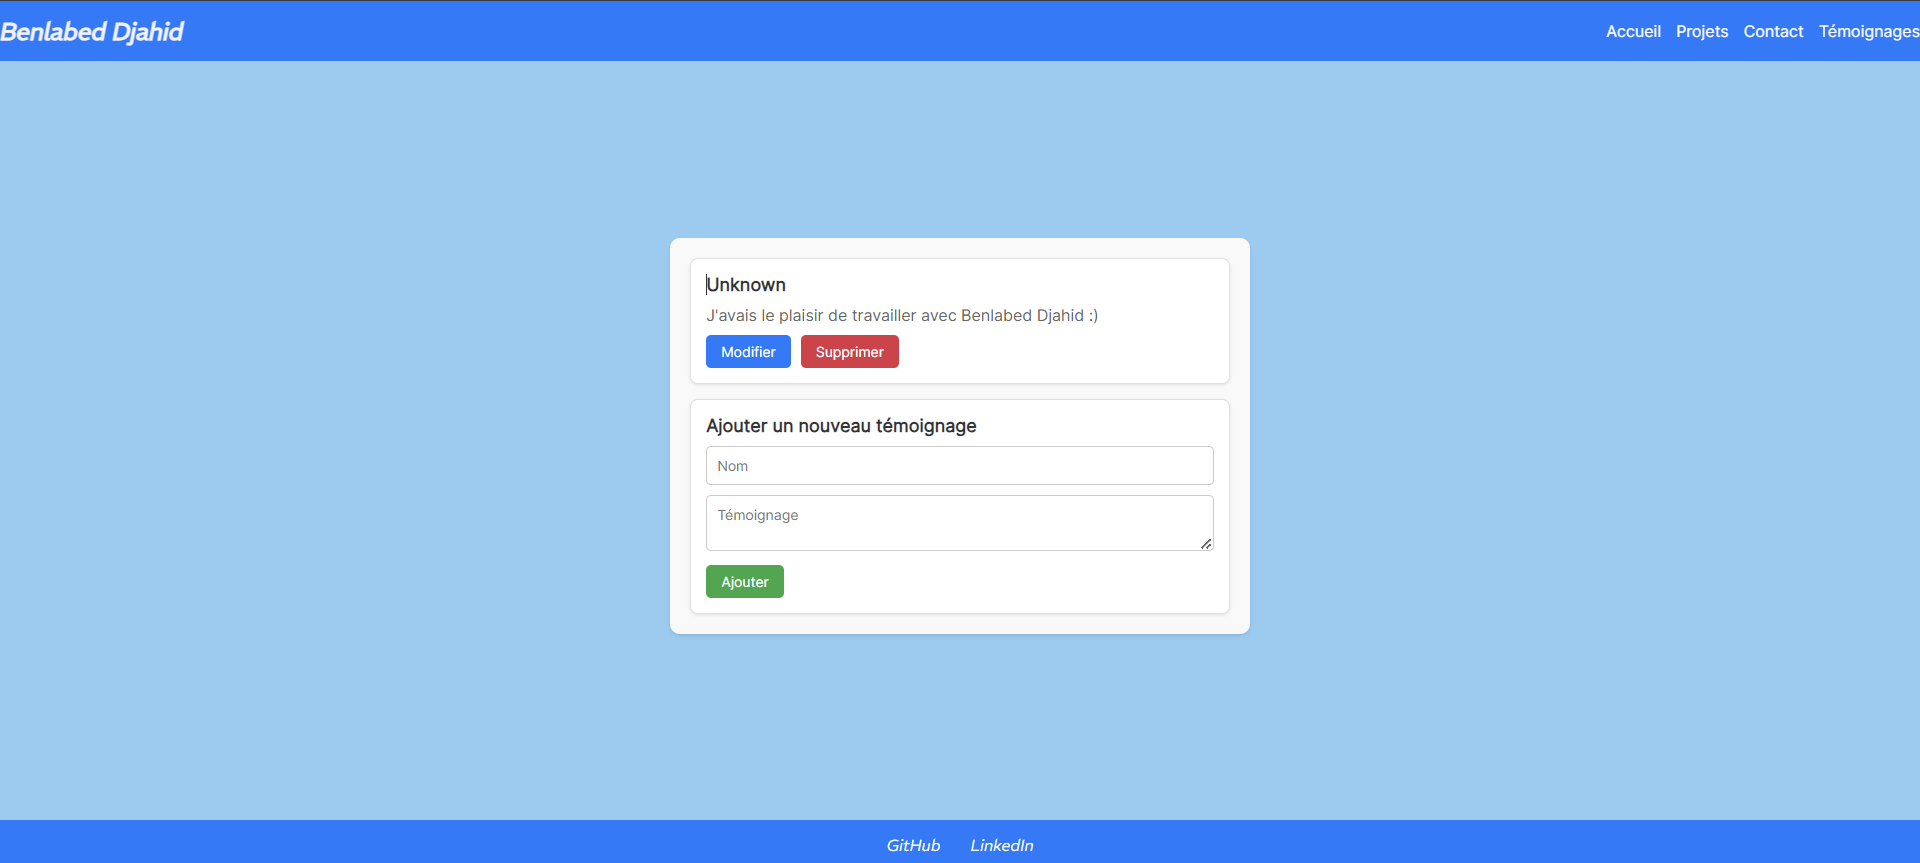 Benlabed Djahid
Accueil Projets Contact Témoignages
Unknown
J'avais le plaisir de travailler avec Benlabed Djahid :)
Modifier Supprimer
Ajouter un nouveau témoignage
Nom
Témoignage
Ajouter
GitHub LinkedIn